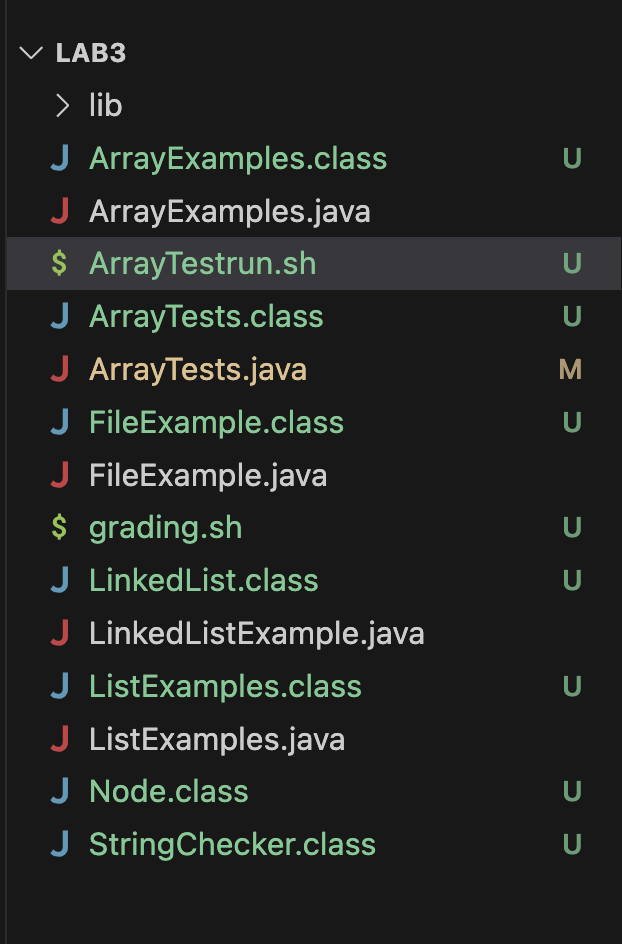 LAB3
lib
ArrayExamples.class U
ArrayExamples.java
$ ArrayTestrun.sh U
ArrayTests.class U
ArrayTests.java M
FileExample.class U
FileExample.java
$ grading.sh U
LinkedList.class U
LinkedListExample.java
ListExamples.class U
ListExamples.java
Node.class U
StringChecker.class U